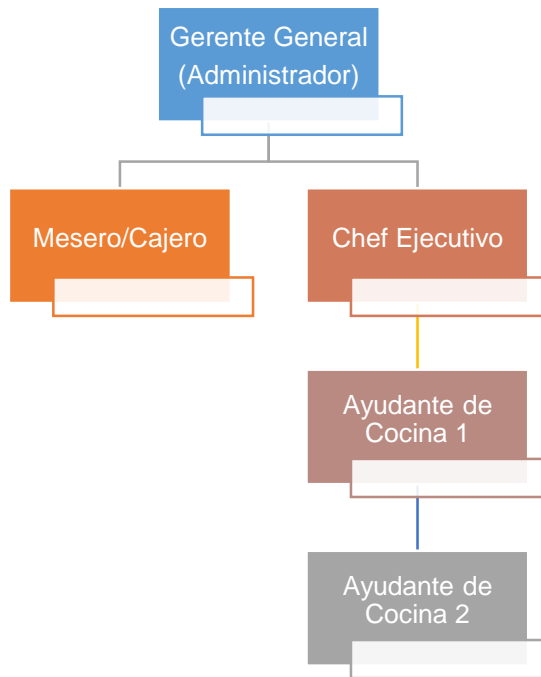 Gerente General
(Administrador)
Mesero/Cajero
Chef Ejecutivo
Ayudante de
Cocina 1
Ayudante de
Cocina 2